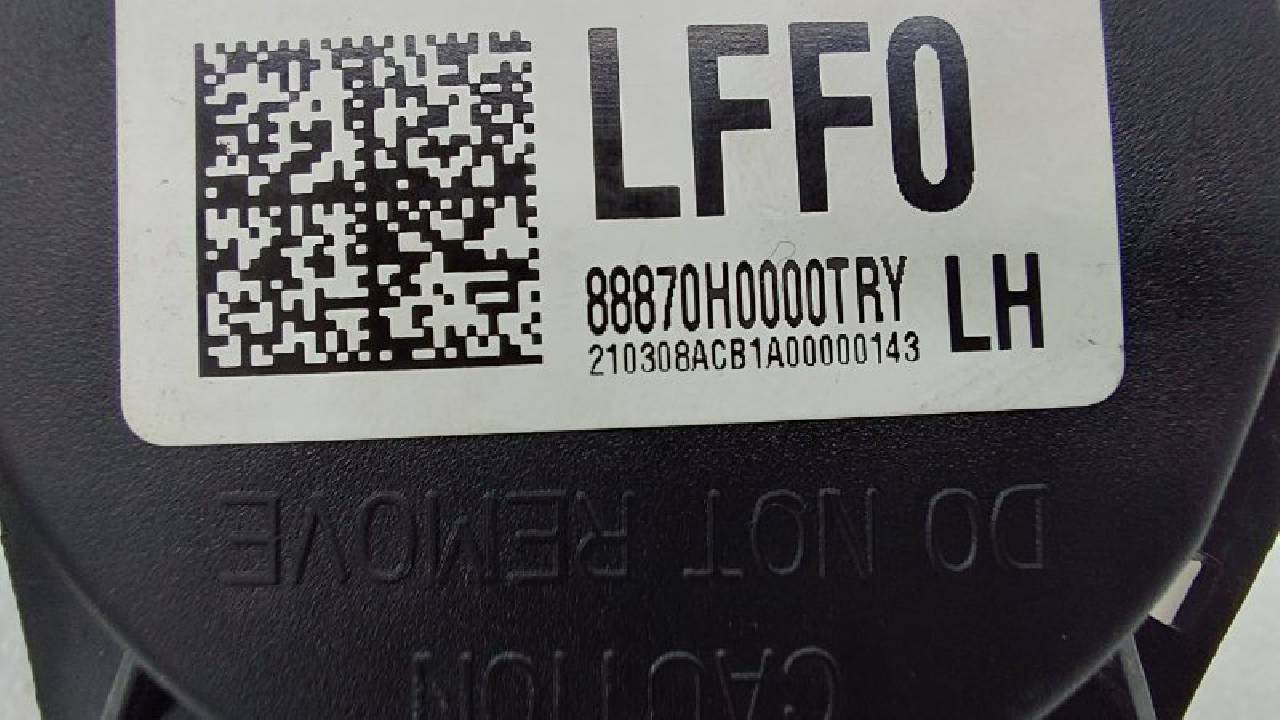 LFF0
88870H0000TRY LH
210308ACB1A00000143
DO NOT REMOVE
CAUTION